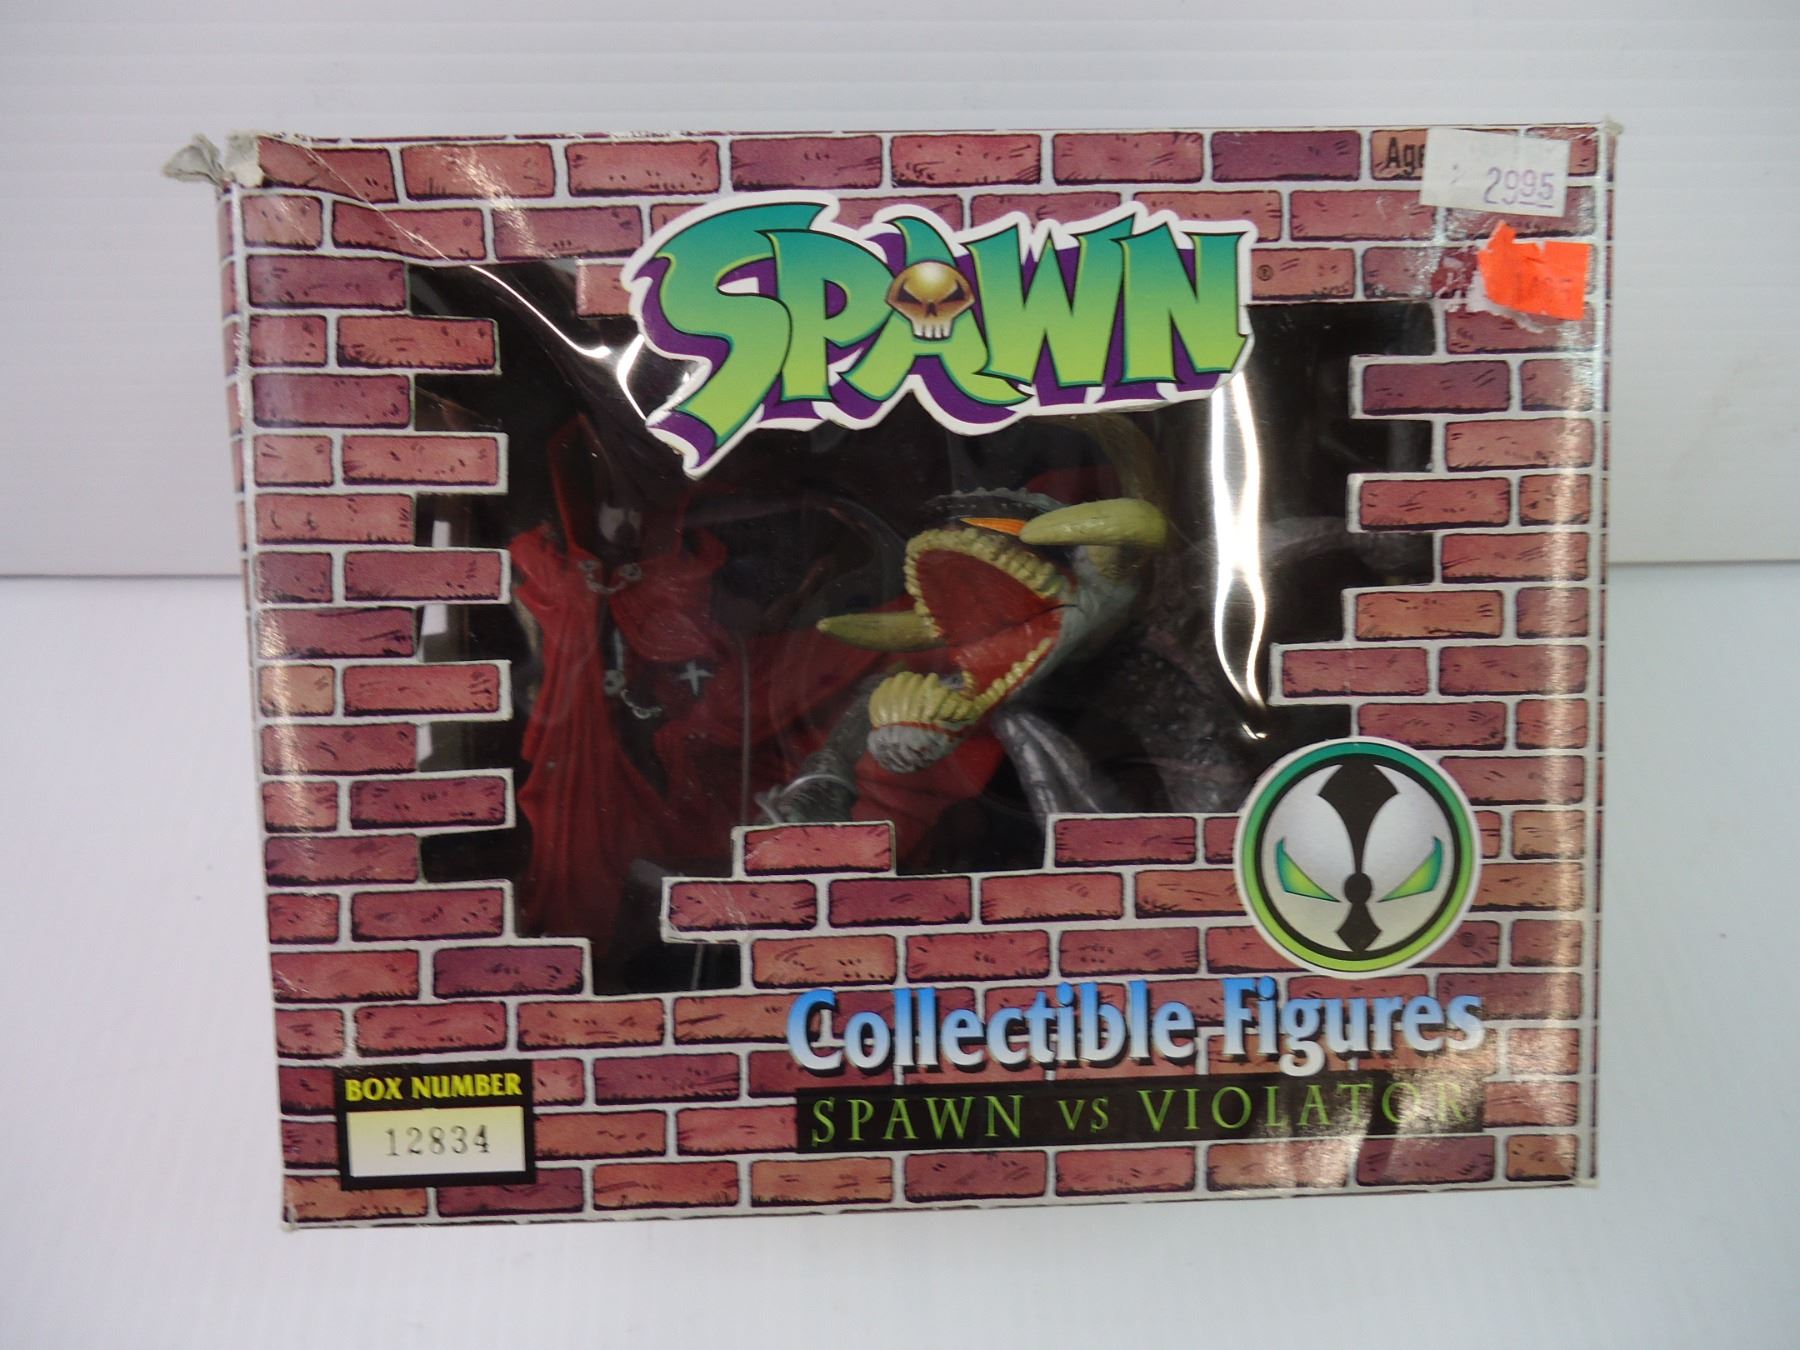 Age
2995
SPAWN
®
Collectible Figures
SPAWN VS VIOLATOR
BOX NUMBER
12834